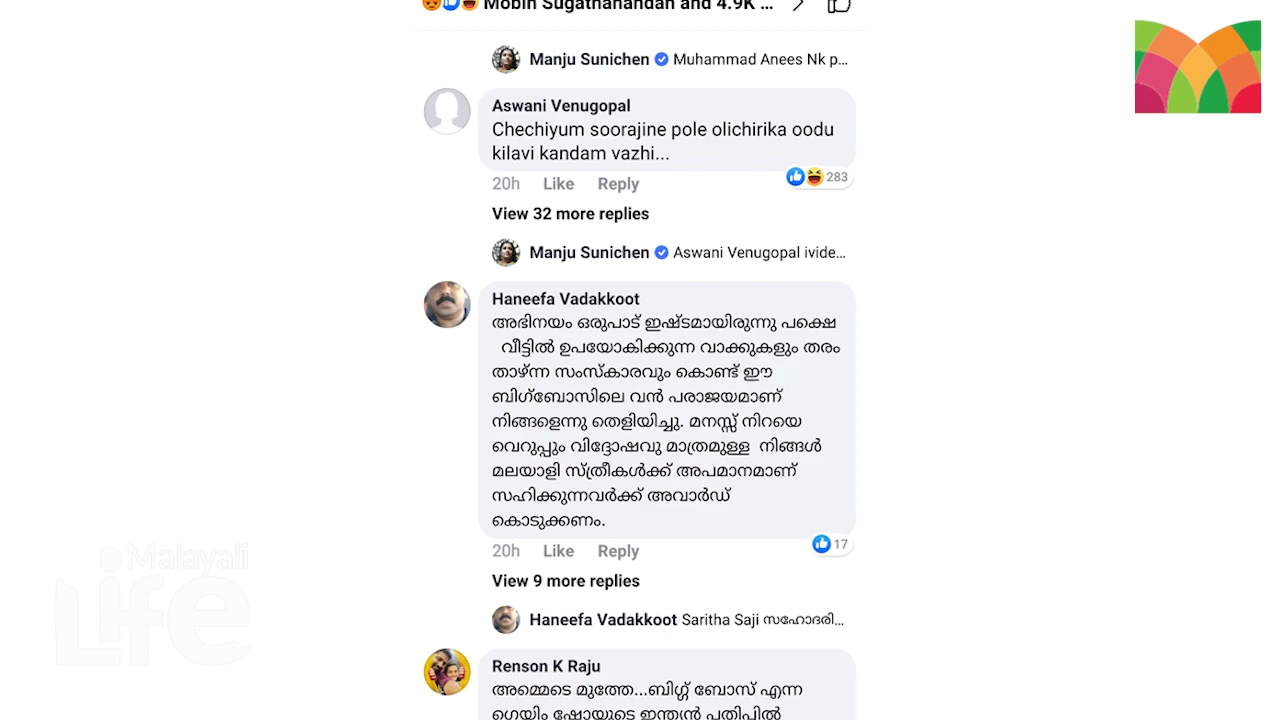 Mobin Sugathanandan and 4.9K ...
Manju Sunichen Muhammad Anees Nk p...
Aswani Venugopal
Chechiyum soorajine pole olichirika oodu
kilavi kandam vazhi...
20h Like Reply 283
View 32 more replies
Manju Sunichen Aswani Venugopal ivide...
Haneefa Vadakkoot
അഭിനയം ഒരുപാട് ഇഷ്ടമായിരുന്നു പക്ഷെ
വീട്ടിൽ ഉപയോകിക്കുന്ന വാക്കുകളും തരം
താഴ്ന്ന സംസ്കാരവും കൊണ്ട് ഈ
ബിഗ്ബോസിലെ വൻ പരാജയമാണ്
നിങ്ങളെന്നു തെളിയിച്ചു. മനസ്സ് നിറയെ
വെറുപ്പും വിദ്ദോഷവു മാത്രമുള്ള നിങ്ങൾ
മലയാളി സ്ത്രീകൾക്ക് അപമാനമാണ്
സഹിക്കുന്നവർക്ക് അവാർഡ്
കൊടുക്കണം.
20h Like Reply 17
View 9 more replies
Haneefa Vadakkoot Saritha Saji സഹോദരി...
Malayali
Life
Renson K Raju
അമ്മെടെ മുത്തേ...ബിഗ്ഗ് ബോസ് എന്ന
ഗെയിം ഷോയുടെ ഇന്ത്യൻ പതിപിൽ